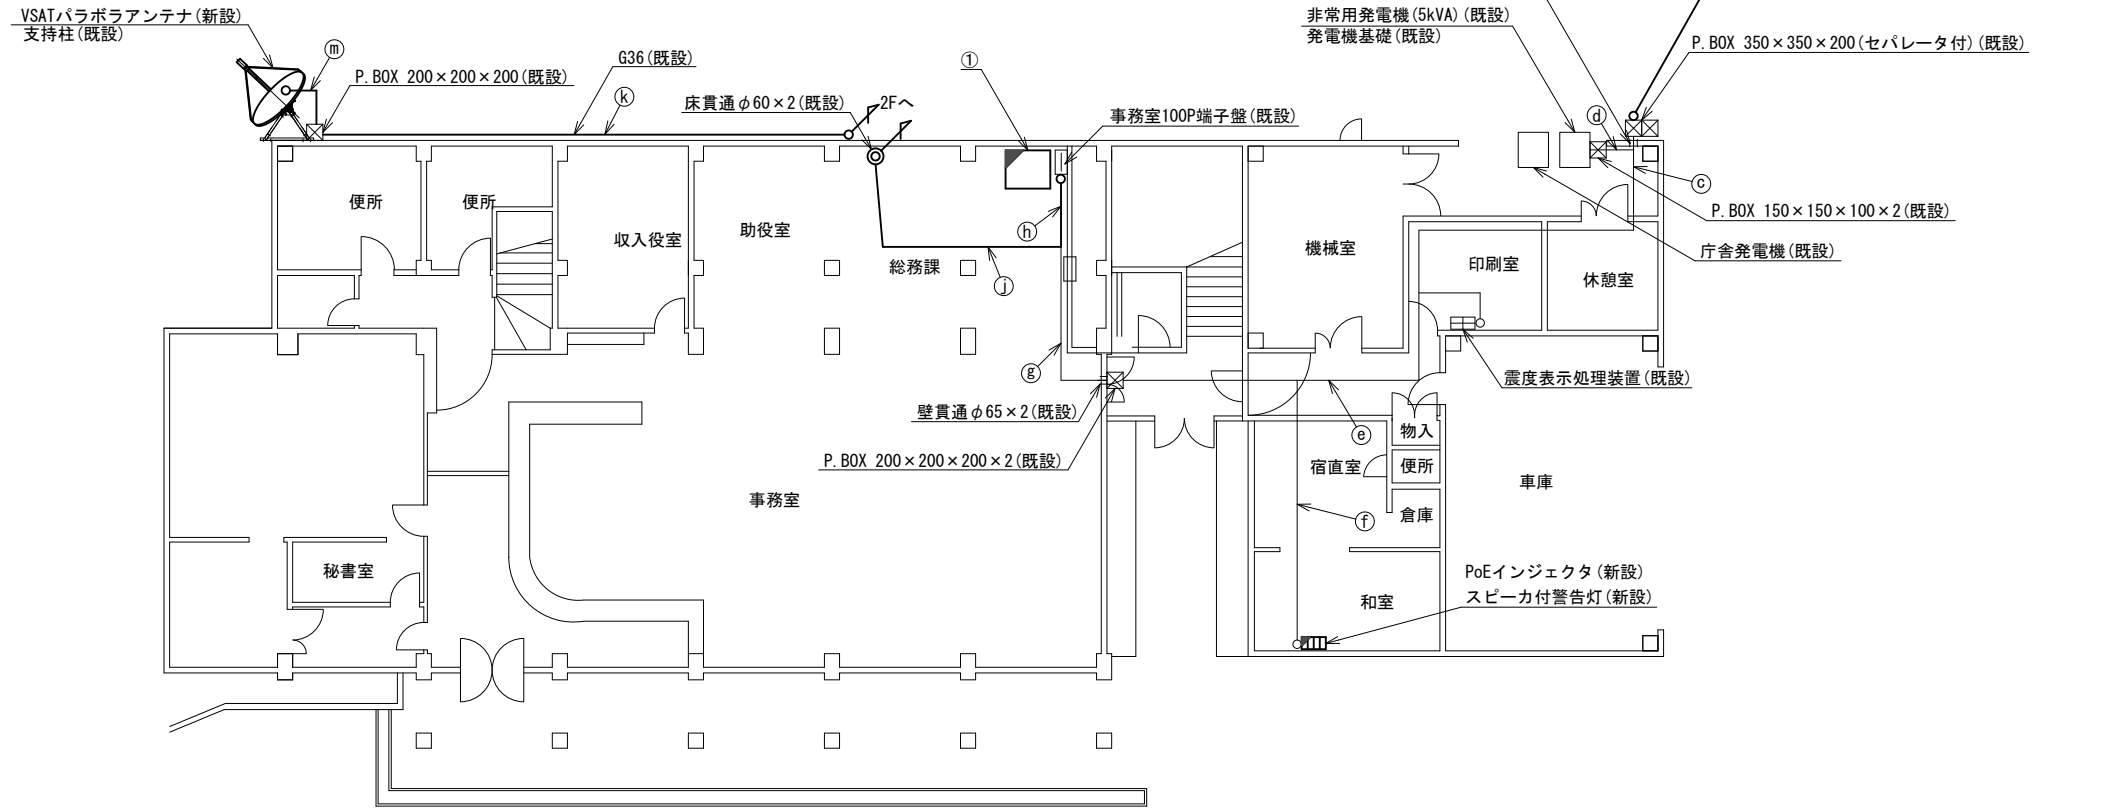 VSATパラボラアンテナ(新設)
支持柱(既設)
ⓜ
P.BOX 200×200×200(既設)
G36(既設)
ⓚ
床貫通φ60×2(既設)
2Fへ
①
事務室100P端子盤(既設)
非常用発電機(5kVA)(既設)
発電機基礎(既設)
P.BOX 350×350×200(セパレータ付)(既設)
ⓓ
ⓒ
P.BOX 150×150×100×2(既設)
庁舎発電機(既設)
便所
便所
収入役室
助役室
総務課
ⓗ
ⓙ
機械室
印刷室
休憩室
ⓖ
震度表示処理装置(既設)
壁貫通φ65×2(既設)
P.BOX 200×200×200×2(既設)
ⓔ
物入
宿直室
便所
車庫
事務室
倉庫
ⓕ
秘書室
和室
PoEインジェクタ(新設)
スピーカ付警告灯(新設)